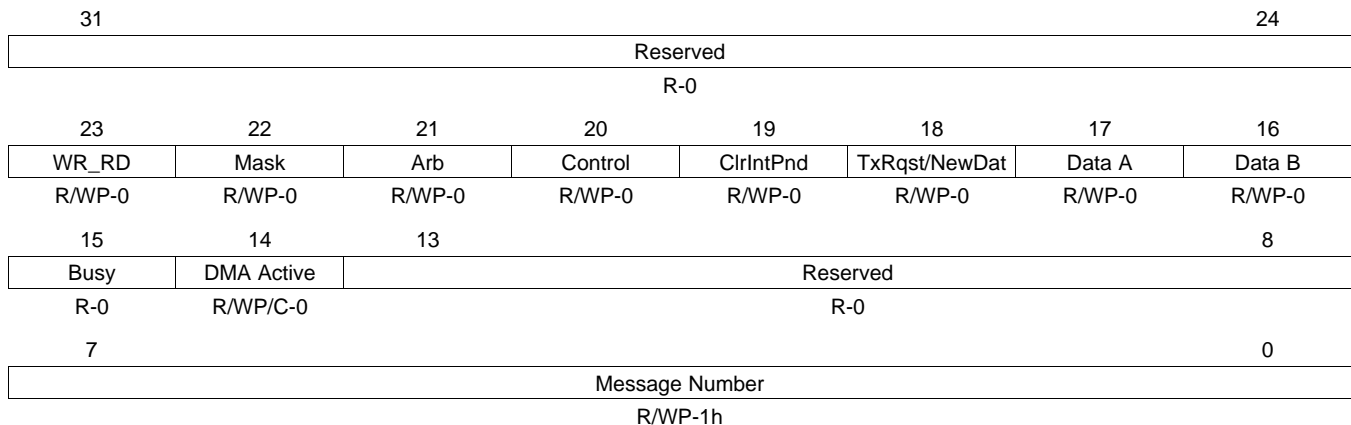 31 24
Reserved
R-0
23 22 21 20 19 18 17 16
WR_RD Mask Arb Control ClrIntPnd TxRqst/NewDat Data A Data B
R/WP-0 R/WP-0 R/WP-0 R/WP-0 R/WP-0 R/WP-0 R/WP-0 R/WP-0
15 14 13 8
Busy DMA Active Reserved
R-0 R/WP/C-0 R-0
7 0
Message Number
R/WP-1h